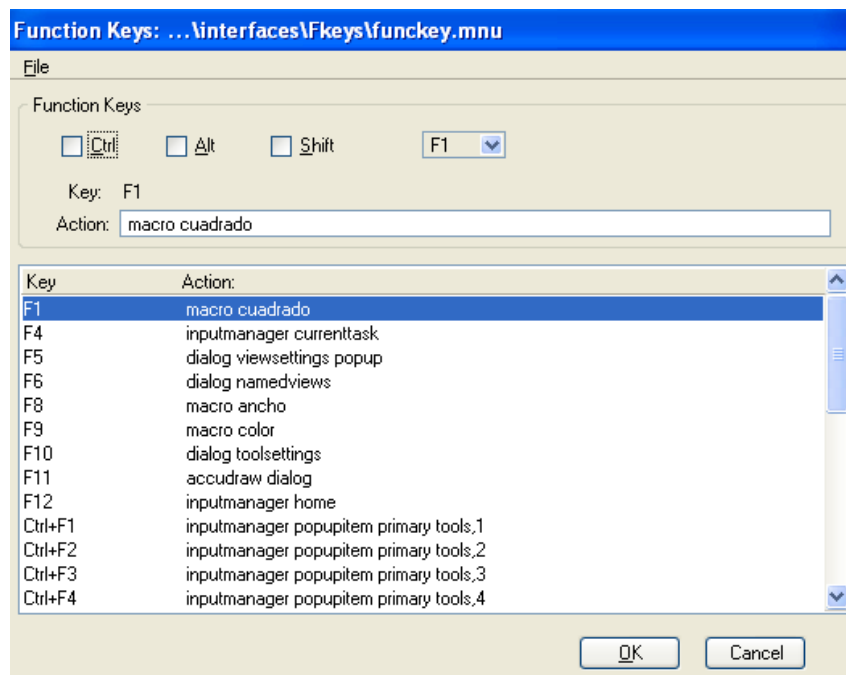 Function Keys: ...\interfaces\Fkeys\funckey.mnu
File
Function Keys
Ctrl Alt Shift F1
Key: F1
Action: macro cuadrado
Key Action:
F1 macro cuadrado
F4 inputmanager currenttask
F5 dialog viewsettings popup
F6 dialog namedviews
F8 macro ancho
F9 macro color
F10 dialog toolsettings
F11 accudraw dialog
F12 inputmanager home
Ctrl+F1 inputmanager popupitem primary tools,1
Ctrl+F2 inputmanager popupitem primary tools,2
Ctrl+F3 inputmanager popupitem primary tools,3
Ctrl+F4 inputmanager popupitem primary tools,4
OK Cancel